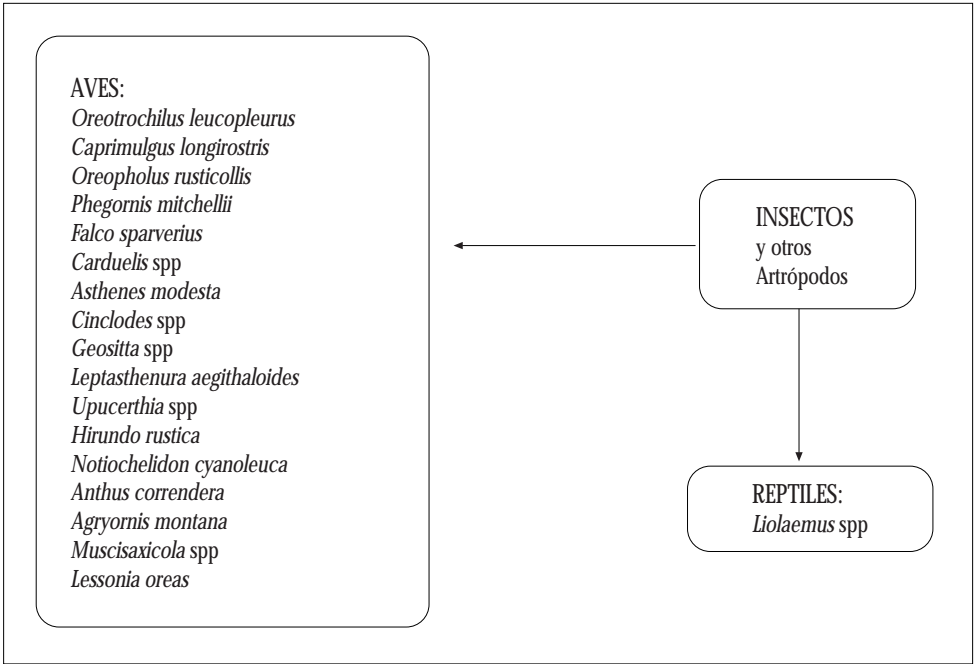 AVES:
Oreotrochilus leucopleurus
Caprimulgus longirostris
Oreopholus rusticollis
Phegornis mitchellii
Falco sparverius
Carduelis spp
Asthenes modesta
Cinclodes spp
Geositta spp
Leptasthenura aegithaloides
Upucerthia spp
Hirundo rustica
Notiochelidon cyanoleuca
Anthus correndera
Agryornis montana
Muscisaxicola spp
Lessonia oreas
INSECTOS
y otros
Artrópodos
REPTILES:
Liolaemus spp